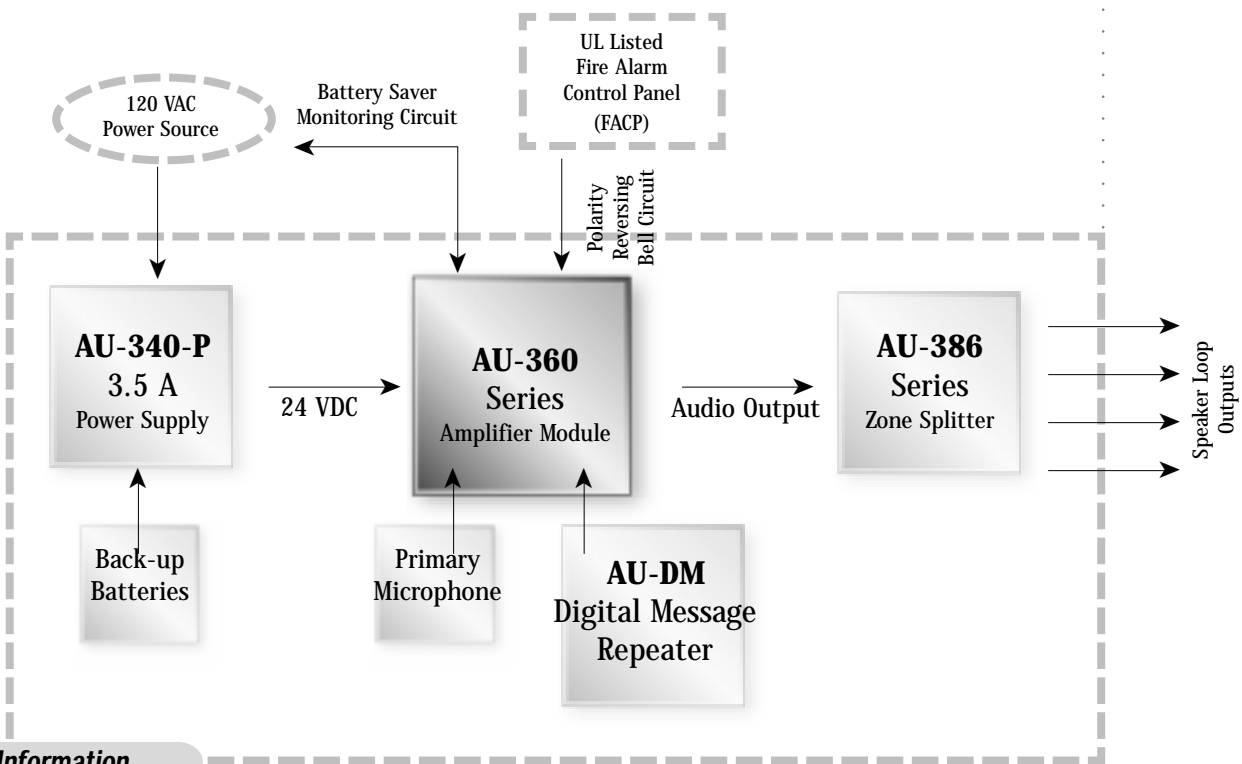 UL Listed
Fire Alarm
Control Panel
(FACP)
120 VAC
Power Source
Battery Saver
Monitoring Circuit
Polarity
Reversing
Bell Circuit
AU-340-P
3.5 A
Power Supply
24 VDC
AU-360
Series
Amplifier Module
Audio Output
AU-386
Series
Zone Splitter
Speaker Loop
Outputs
Back-up
Batteries
Primary
Microphone
AU-DM
Digital Message
Repeater
Information